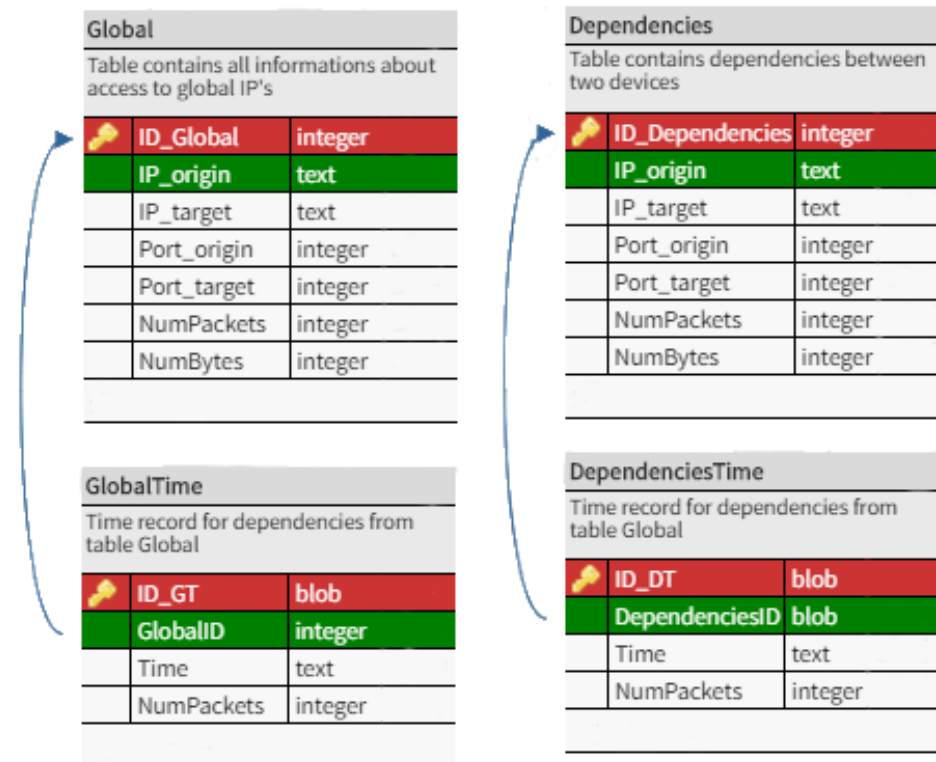 Global
Table contains all informations about
access to global IP's
ID_Global integer
IP_origin text
IP_target text
Port_origin integer
Port_target integer
NumPackets integer
NumBytes integer
Dependencies
Table contains dependencies between
two devices
ID_Dependencies integer
IP_origin text
IP_target text
Port_origin integer
Port_target integer
NumPackets integer
NumBytes integer
GlobalTime
Time record for dependencies from
table Global
ID_GT blob
GlobalID integer
Time text
NumPackets integer
DependenciesTime
Time record for dependencies from
table Global
ID_DT blob
DependenciesID blob
Time text
NumPackets integer